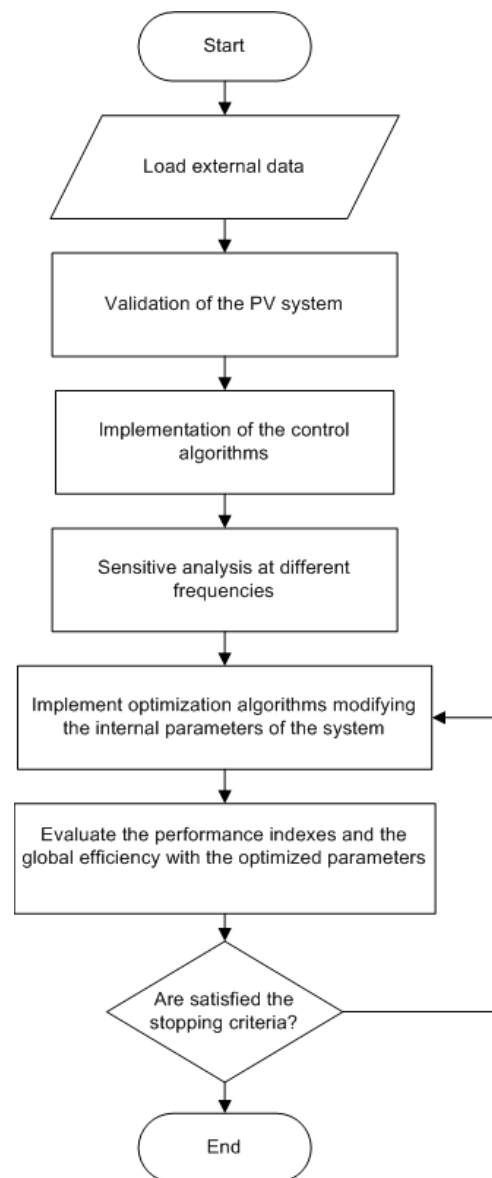 Start
Load external data
Validation of the PV system
Implementation of the control
algorithms
Sensitive analysis at different
frequencies
Implement optimization algorithms modifying
the internal parameters of the system
Evaluate the performance indexes and the
global efficiency with the optimized parameters
Are satisfied the
stopping criteria?
End